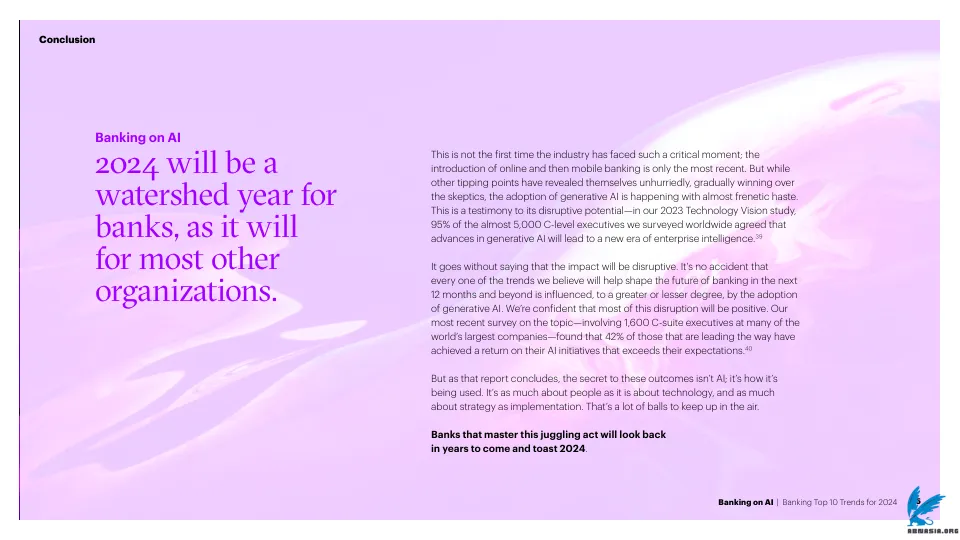 Conclusion
Banking on AI
2024 will be a
watershed year for
banks, as it will
for most other
organizations.
This is not the first time the industry has faced such a critical moment; the
introduction of online and then mobile banking is only the most recent. But while
other tipping points have revealed themselves unhurriedly, gradually winning over
the skeptics, the adoption of generative AI is happening with almost frenetic haste.
This is a testimony to its disruptive potential—in our 2023 Technology Vision study,
95% of the almost 5,000 C-level executives we surveyed worldwide agreed that
advances in generative AI will lead to a new era of enterprise intelligence.39
It goes without saying that the impact will be disruptive. It's no accident that
every one of the trends we believe will help shape the future of banking in the next
12 months and beyond is influenced, to a greater or lesser degree, by the adoption
of generative AI. We're confident that most of this disruption will be positive. Our
most recent survey on the topic—involving 1,600 C-suite executives at many of the
world's largest companies—found that 42% of those that are leading the way have
achieved a return on their AI initiatives that exceeds their expectations.40
But as that report concludes, the secret to these outcomes isn't AI; it's how it's
being used. It's as much about people as it is about technology, and as much
about strategy as implementation. That's a lot of balls to keep up in the air.
Banks that master this juggling act will look back
in years to come and toast 2024.
Banking on AI | Banking Top 10 Trends for 2024
ADNASIA.ORG